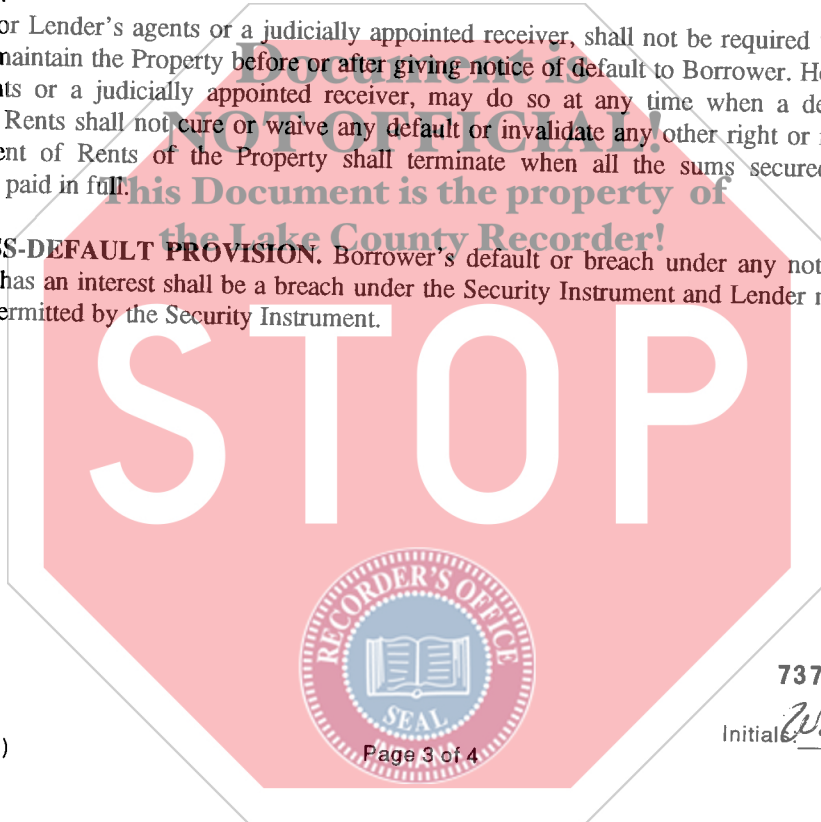 or Lender's agents or a judicially appointed receiver, shall not be required
maintain the Property before or after giving notice of default to Borrower. H
ts or a judicially appointed receiver, may do so at any time when a de
Rents shall not cure or waive any default or invalidate any other right or
ent of Rents of the Property shall terminate when all the sums secured
paid in full.
Document is
NOT OFFICIAL!
This Document is the property of
the Lake County Recorder!
S-DEFAULT PROVISION. Borrower's default or breach under any not
has an interest shall be a breach under the Security Instrument and Lender
ermitted by the Security Instrument.
STOP
RECORDER'S OFFICE
SEAL
INDIANA
737
Initials:
)
Page 3 of 4